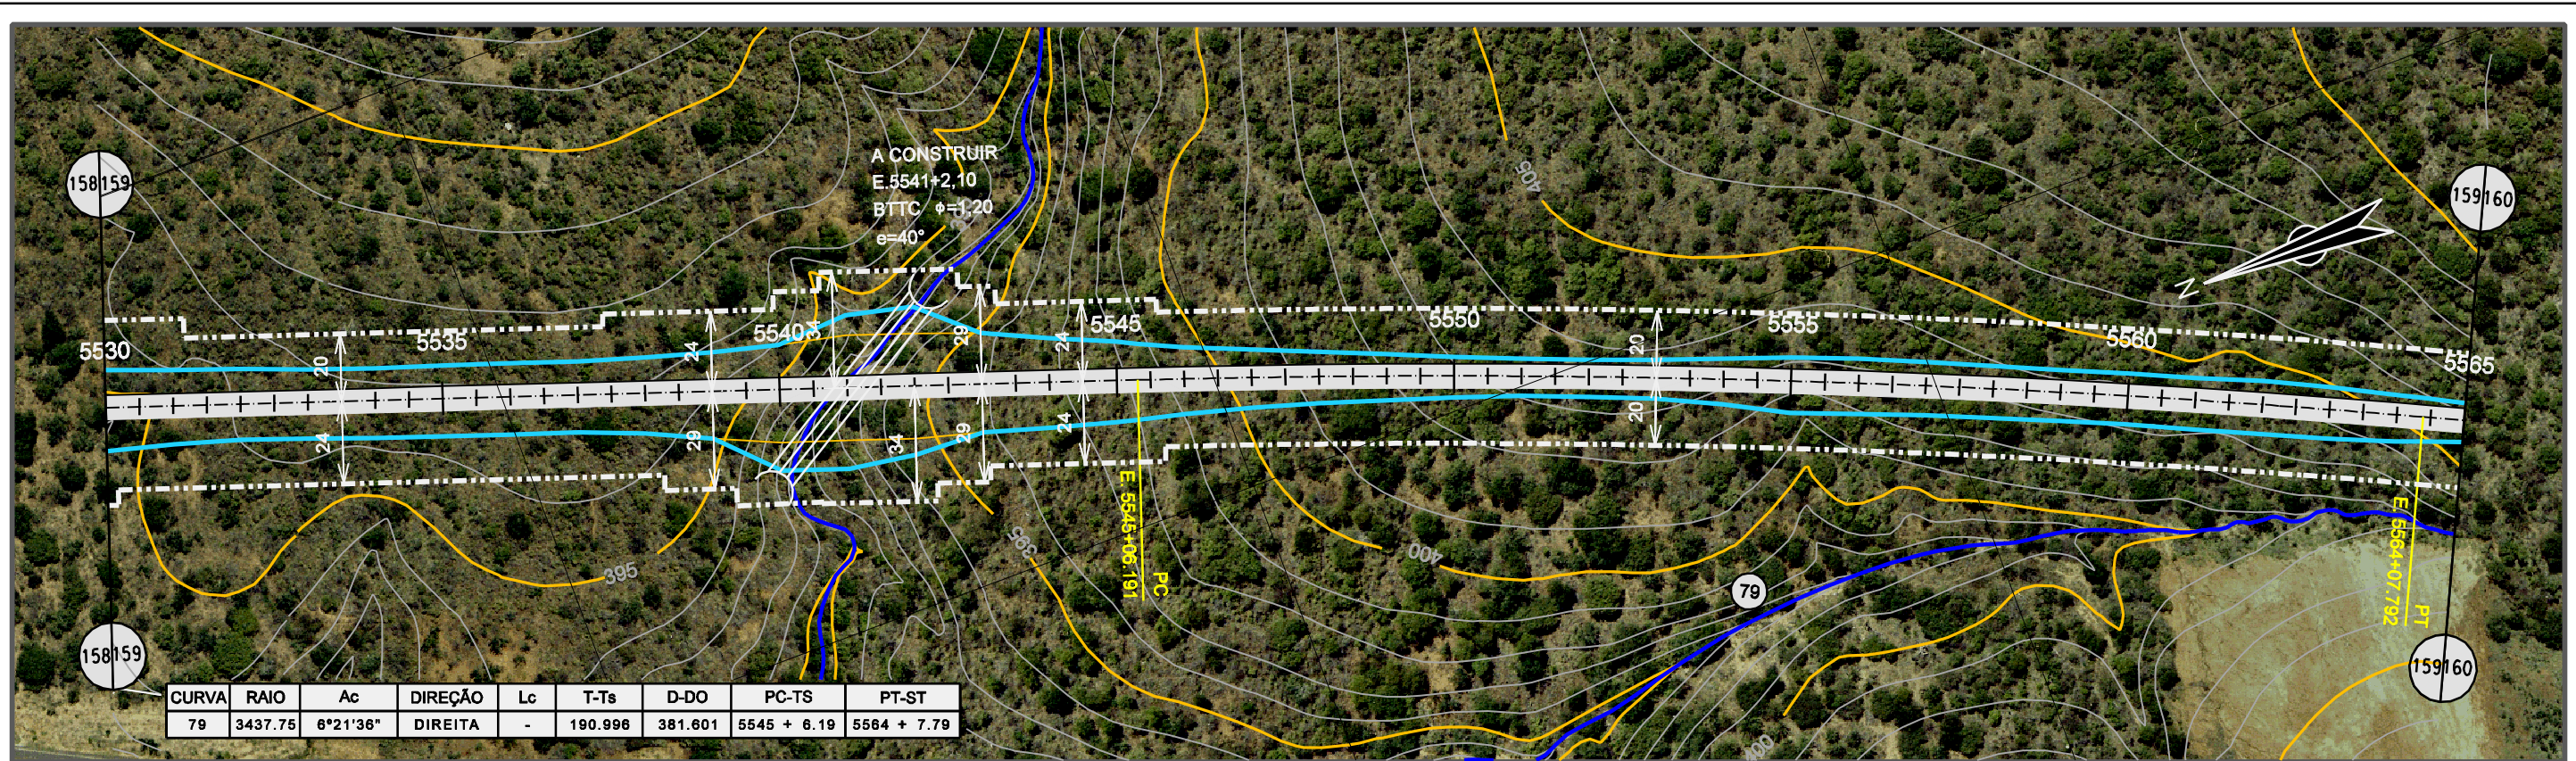 158 159
159 160
A CONSTRUIR
E.5541+2,10
BTTC φ=1,20
e=40°
405
N
5530
5535
5540
5545
5550
5555
5560
5565
20
24
34
29
24
20
24
29
34
29
24
20
395
395
400
400
E. 5545+06.191
PC
E. 5564+07.792
PT
79
158 159
159 160
CURVA RAIO Ac DIREÇÃO Lc T-Ts D-DO PC-TS PT-ST
79 3437.75 6°21'36" DIREITA - 190.996 381.601 5545 + 6.19 5564 + 7.79